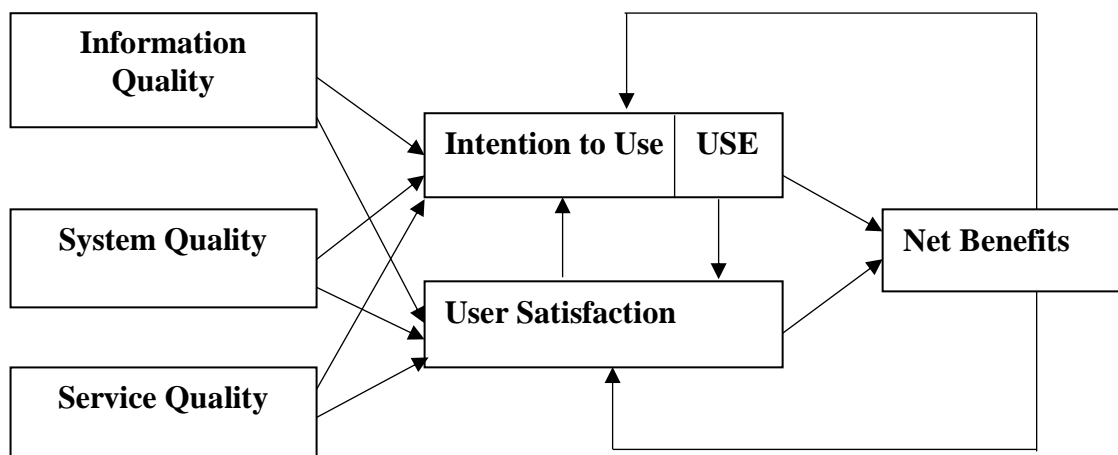 Information
Quality
Intention to Use USE
System Quality
Net Benefits
User Satisfaction
Service Quality